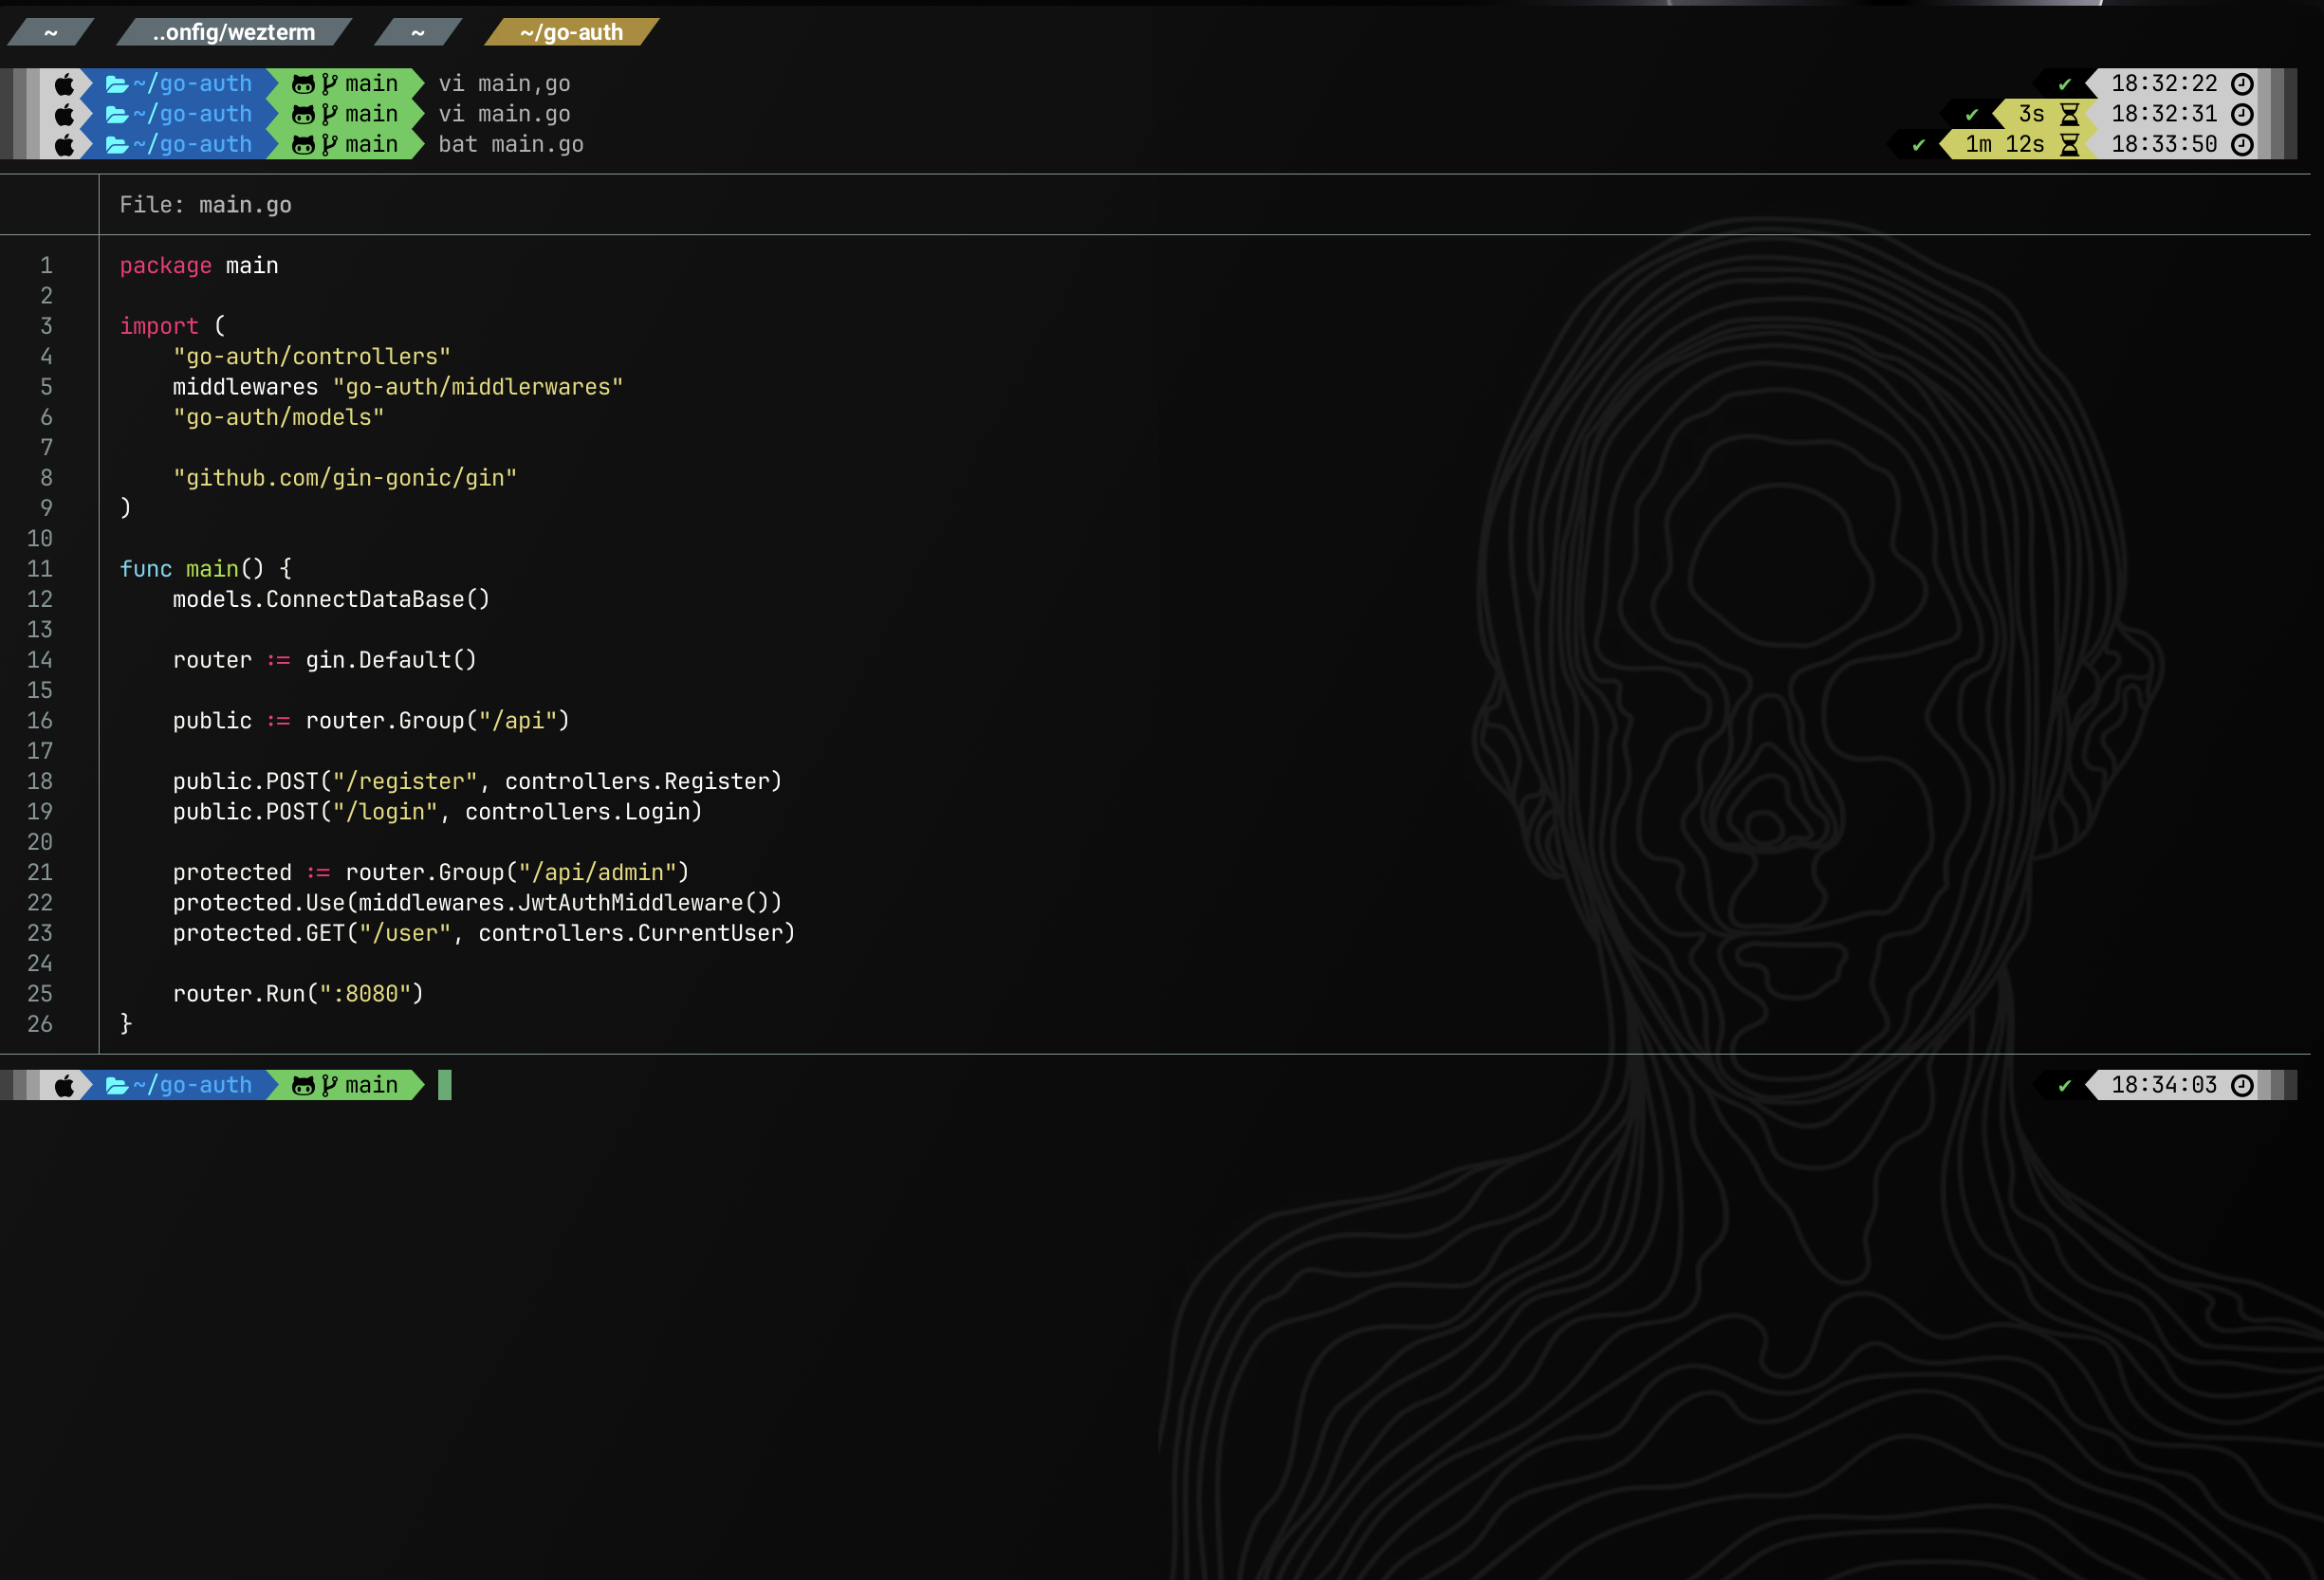 ~ ..onfig/wezterm ~ ~/go-auth
~/go-auth main vi main,go ✔ 18:32:22
~/go-auth main vi main.go ✔ 3s 18:32:31
~/go-auth main bat main.go ✔ 1m 12s 18:33:50
File: main.go
1 package main
2
3 import (
4     "go-auth/controllers"
5     middlewares "go-auth/middlerwares"
6     "go-auth/models"
7
8     "github.com/gin-gonic/gin"
9 )
10
11 func main() {
12     models.ConnectDataBase()
13
14     router := gin.Default()
15
16     public := router.Group("/api")
17
18     public.POST("/register", controllers.Register)
19     public.POST("/login", controllers.Login)
20
21     protected := router.Group("/api/admin")
22     protected.Use(middlewares.JwtAuthMiddleware())
23     protected.GET("/user", controllers.CurrentUser)
24
25     router.Run(":8080")
26 }
~/go-auth main ✔ 18:34:03